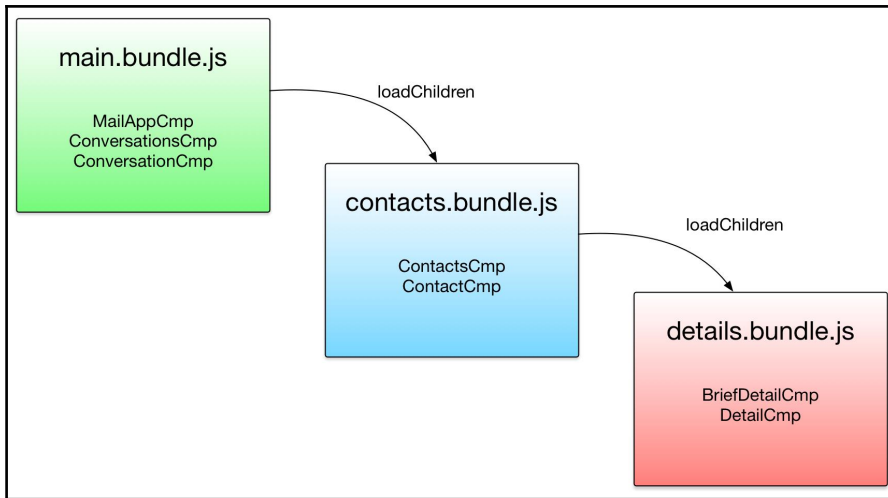 main.bundle.js
MailAppCmp
ConversationsCmp
ConversationCmp
loadChildren
contacts.bundle.js
ContactsCmp
ContactCmp
loadChildren
details.bundle.js
BriefDetailCmp
DetailCmp